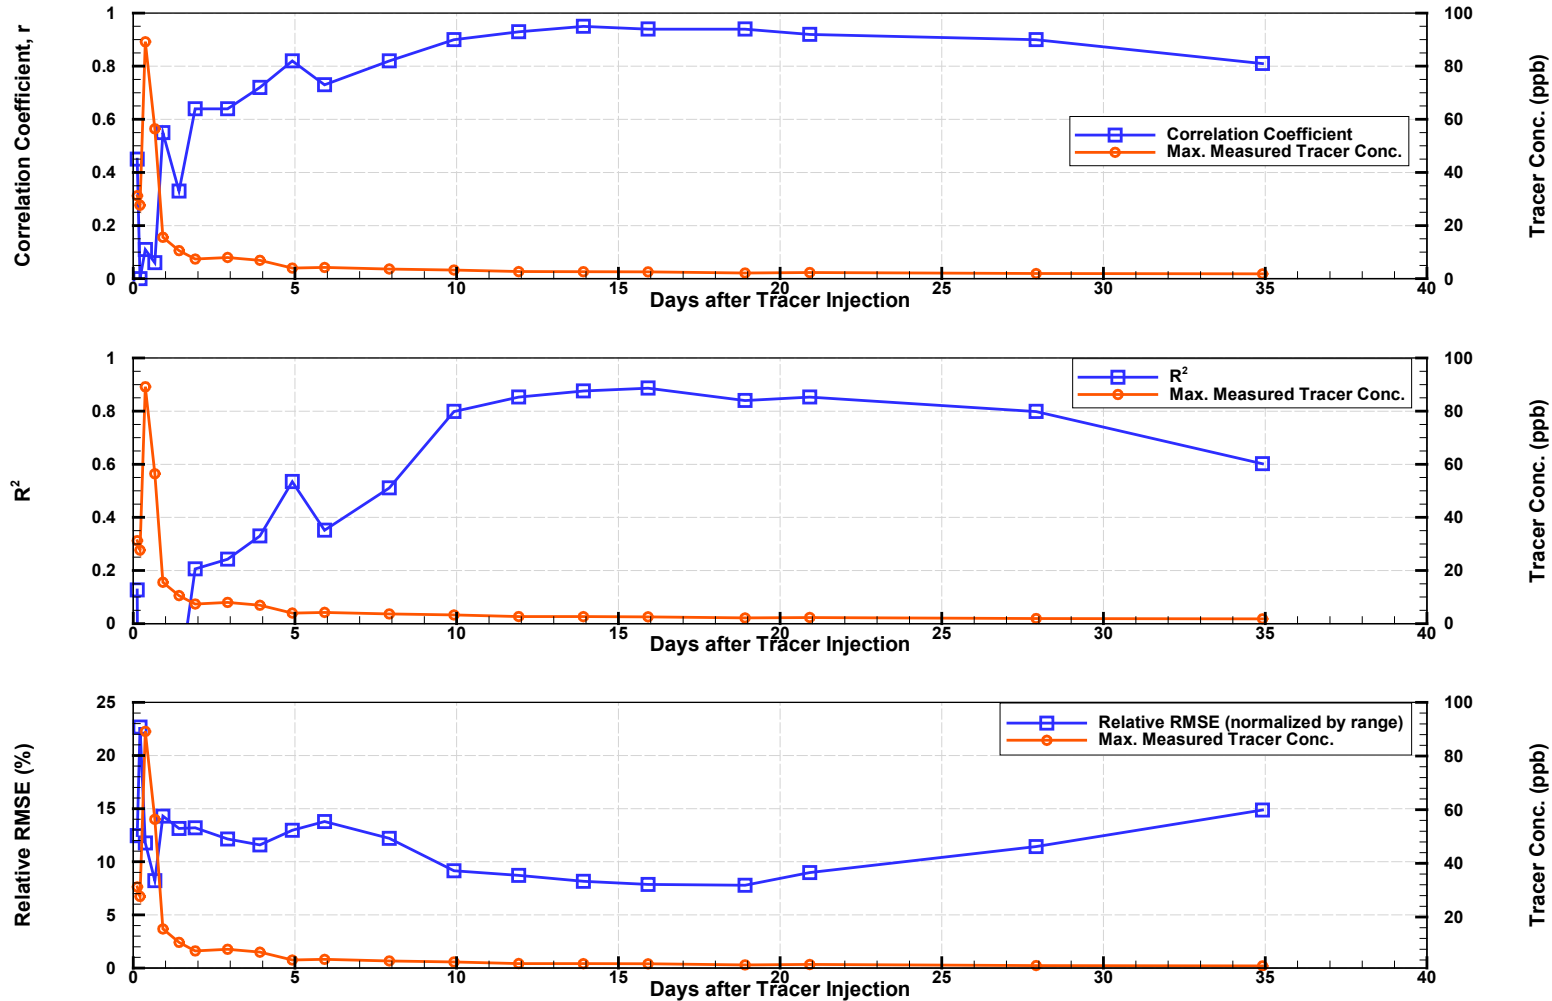 Correlation Coefficient, r
1
0.8
0.6
0.4
0.2
0
100
80
60
40
20
0
Tracer Conc. (ppb)
Correlation Coefficient
Max. Measured Tracer Conc.
0 5 10 15 20 25 30 35 40
Days after Tracer Injection
R²
1
0.8
0.6
0.4
0.2
0
100
80
60
40
20
0
Tracer Conc. (ppb)
R²
Max. Measured Tracer Conc.
0 5 10 15 20 25 30 35 40
Days after Tracer Injection
Relative RMSE (%)
25
20
15
10
5
0
100
80
60
40
20
Tracer Conc. (ppb)
Relative RMSE (normalized by range)
Max. Measured Tracer Conc.
0 5 10 15 20 25 30 35 40
Days after Tracer Injection